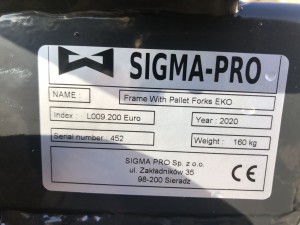 SIGMA-PRO
NAME : Frame With Pallet Forks EKO
Index : L009.200 Euro Year : 2020
Serial number : 452 Weight : 160 kg
SIGMA PRO Sp. z o.o.
ul. Zakładników 35
98-200 Sieradz
CE